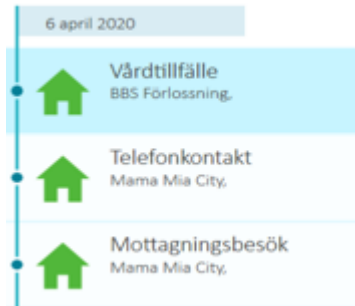 6 april 2020
Vårdtillfälle
BBS Förlossning,
Telefonkontakt
Mama Mia City,
Mottagningsbesök
Mama Mia City,